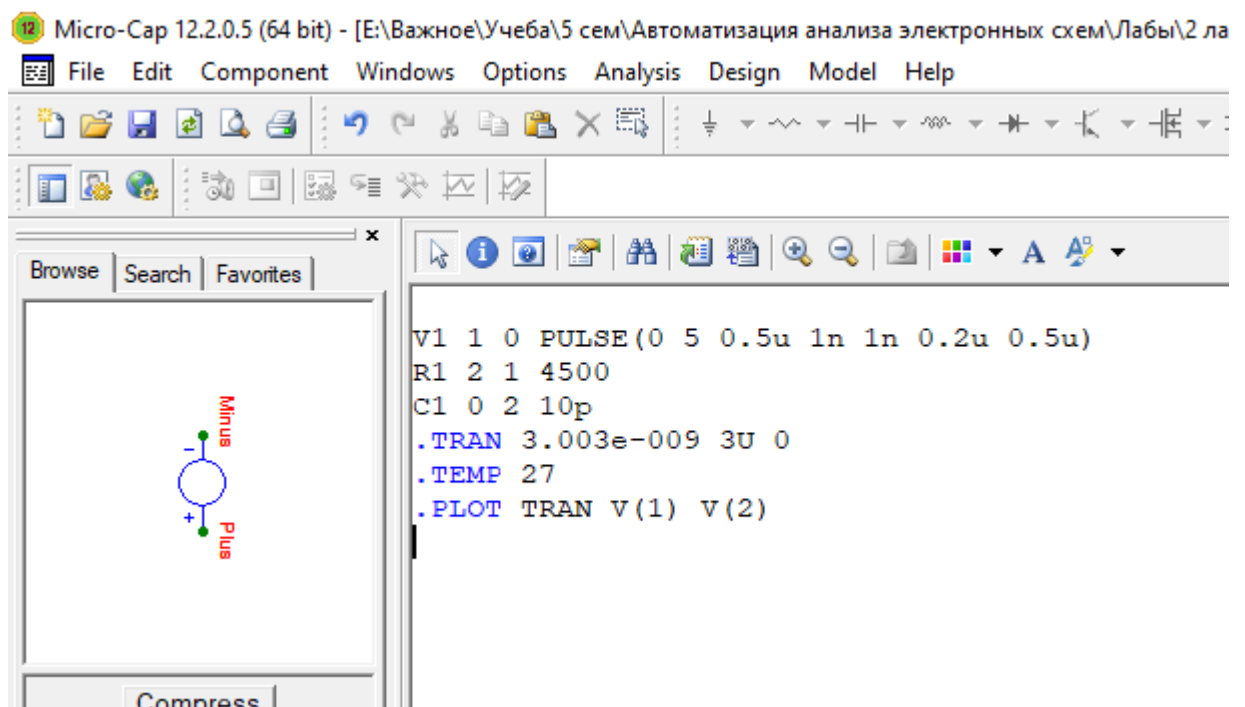 12 Micro-Cap 12.2.0.5 (64 bit) - [E:\Важное\Учеба\5 сем\Автоматизация анализа электронных схем\Лабы\2 ла
File Edit Component Windows Options Analysis Design Model Help
Browse Search Favorites
A
V1 1 0 PULSE(0 5 0.5u 1n 1n 0.2u 0.5u)
R1 2 1 4500
C1 0 2 10p
.TRAN 3.003e-009 3U 0
.TEMP 27
.PLOT TRAN V(1) V(2)
Minus
Plus
Compress